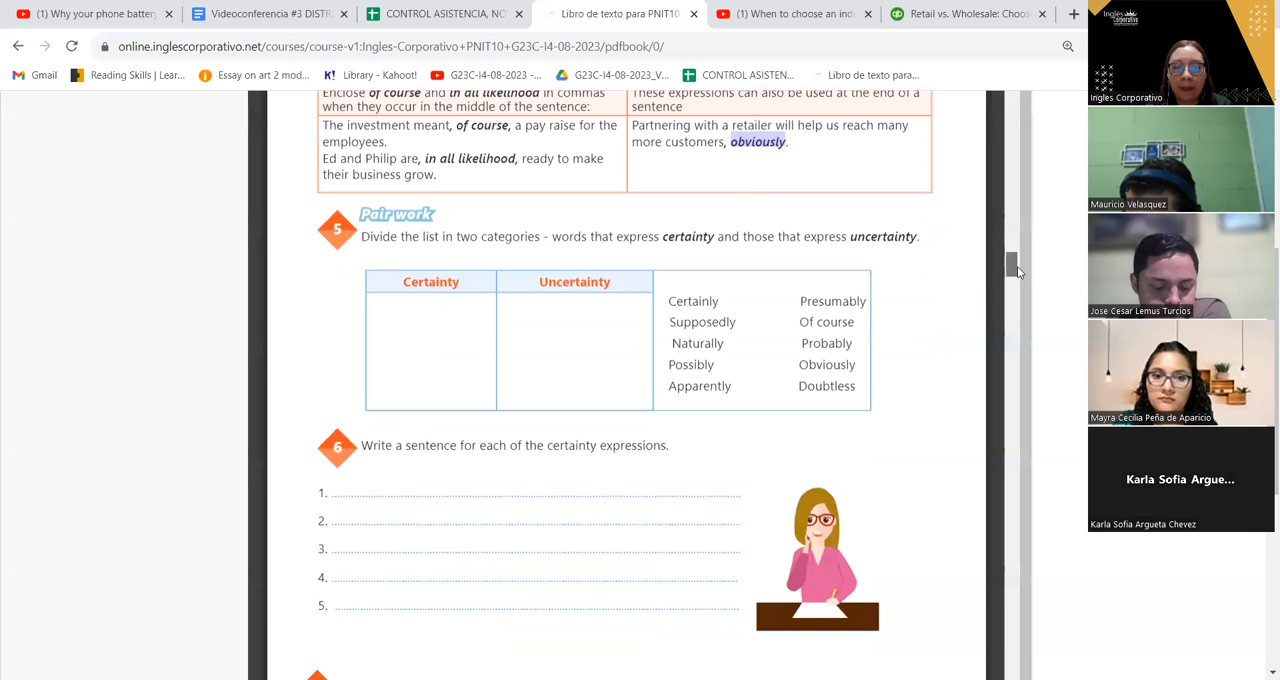 (1) Why your phone battery
Videoconferencia #3 DISTR
CONTROL ASISTENCIA, NO
Libro de texto para PNIT10
(1) When to choose an ind
Retail vs. Wholesale: Choos
online.inglescorporativo.net/courses/course-v1:Ingles-Corporativo+PNIT10+G23C-I4-08-2023/pdfbook/0/
Gmail
Reading Skills | Lear...
Essay on art 2 mod...
Library - Kahoot!
G23C-I4-08-2023 -...
G23C-I4-08-2023_V...
CONTROL ASISTEN...
Libro de texto para...
Enclose of course and in all likelihood in commas
when they occur in the middle of the sentence:
These expressions can also be used at the end of a
sentence
The investment meant, of course, a pay raise for the
employees.
Ed and Philip are, in all likelihood, ready to make
their business grow.
Partnering with a retailer will help us reach many
more customers, obviously.
5
Pair work
Divide the list in two categories - words that express certainty and those that express uncertainty.
Certainty
Uncertainty
Certainly Presumably
Supposedly Of course
Naturally Probably
Possibly Obviously
Apparently Doubtless
6
Write a sentence for each of the certainty expressions.
1.
2.
3.
4.
5.
Inglés
Corporativo
Ingles Corporativo
Mauricio Velasquez
Jose Cesar Lemus Turcios
Mayra Cecilia Peña de Aparicio
Karla Sofia Argue...
Karla Sofia Argueta Chevez